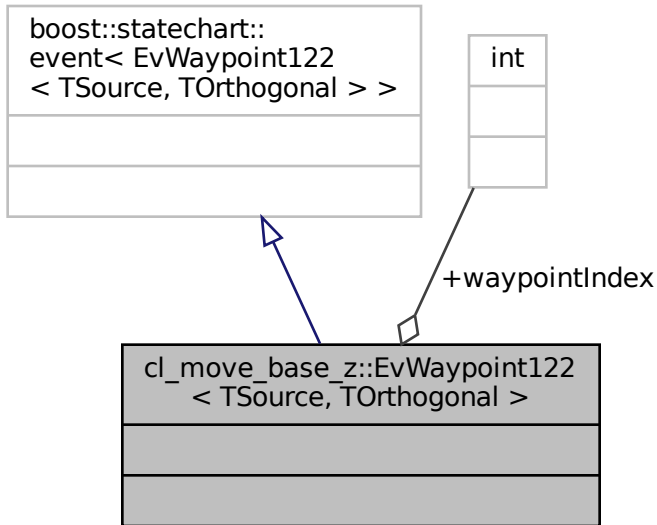 boost::statechart::
event< EvWaypoint122
< TSource, TOrthogonal > >
int
+waypointIndex
cl_move_base_z::EvWaypoint122
< TSource, TOrthogonal >